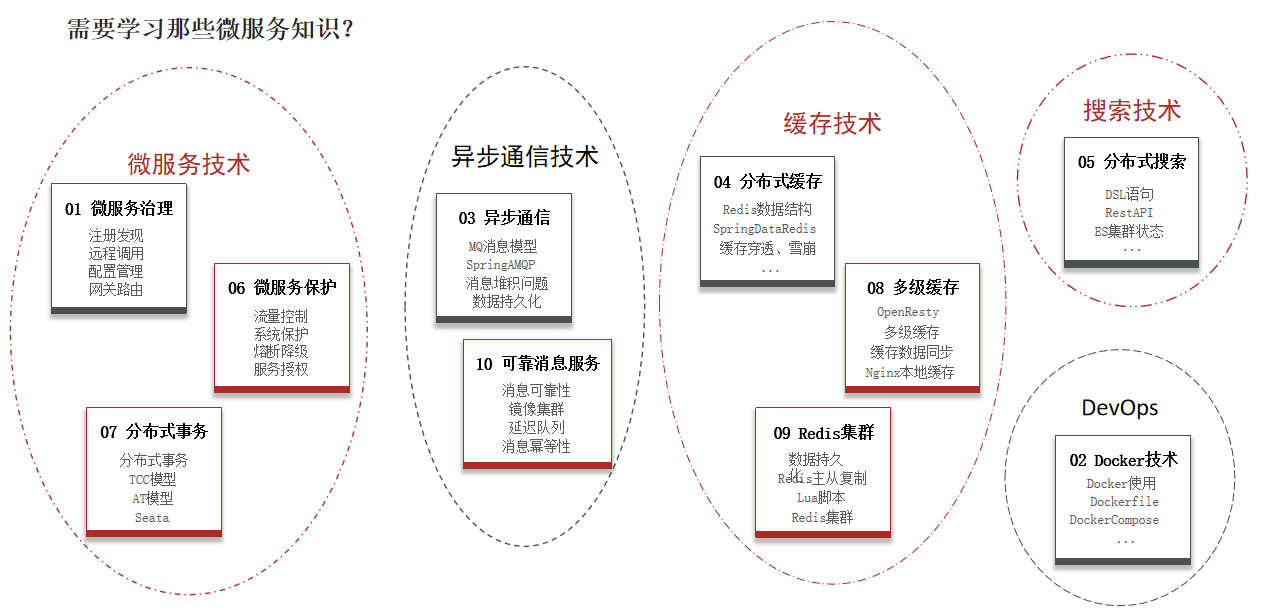 需要学习那些微服务知识？
微服务技术
01 微服务治理
注册发现
远程调用
配置管理
网关路由
06 微服务保护
流量控制
系统保护
熔断降级
服务授权
07 分布式事务
分布式事务
TCC模型
AT模型
Seata
异步通信技术
03 异步通信
MQ消息模型
SpringAMQP
消息堆积问题
数据持久化
10 可靠消息服务
消息可靠性
镜像集群
延迟队列
消息幂等性
缓存技术
04 分布式缓存
Redis数据结构
SpringDataRedis
缓存穿透、雪崩
...
08 多级缓存
OpenResty
多级缓存
缓存数据同步
Nginx本地缓存
09 Redis集群
数据持久
化
Redis主从复制
Lua脚本
Redis集群
搜索技术
05 分布式搜索
DSL语句
RestAPI
ES集群状态
...
DevOps
02 Docker技术
Docker使用
Dockerfile
DockerCompose
...